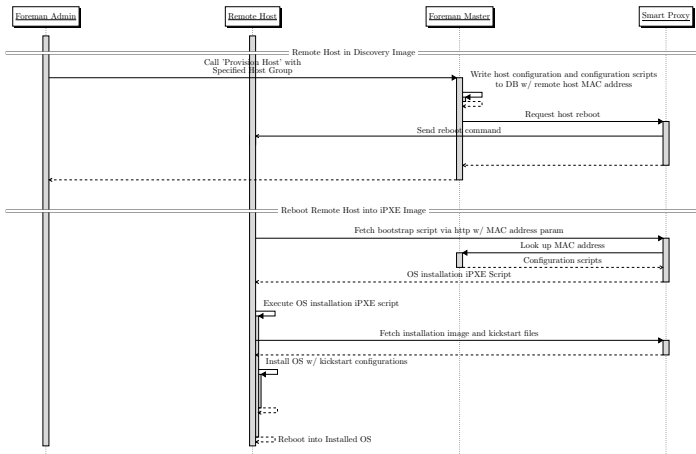 Foreman Admin
Remote Host
Foreman Master
Smart Proxy
Remote Host in Discovery Image
Call 'Provision Host' with
Specified Host Group
Write host configuration and configuration scripts
to DB w/ remote host MAC address
Request host reboot
Send reboot command
Reboot Remote Host into iPXE Image
Fetch bootstrap script via http w/ MAC address param
Look up MAC address
Configuration scripts
OS installation iPXE Script
Execute OS installation iPXE script
Fetch installation image and kickstart files
Install OS w/ kickstart configurations
Reboot into Installed OS